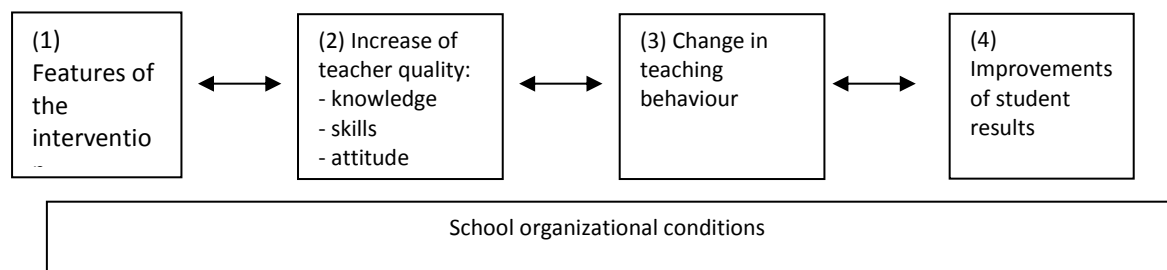 (1)
Features of
the
interventio
(2) Increase of
teacher quality:
- knowledge
- skills
- attitude
(3) Change in
teaching
behaviour
(4)
Improvements
of student
results
School organizational conditions